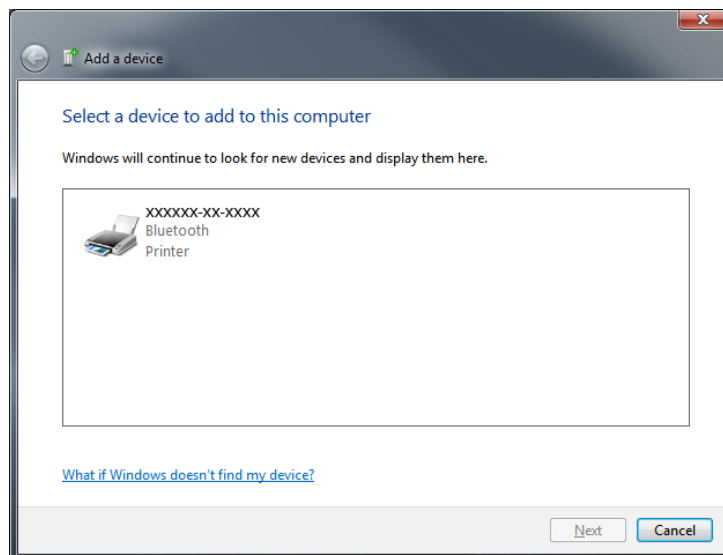 Add a device
Select a device to add to this computer
Windows will continue to look for new devices and display them here.
XXXXXX-XX-XXXX
Bluetooth
Printer
What if Windows doesn't find my device?
Next
Cancel